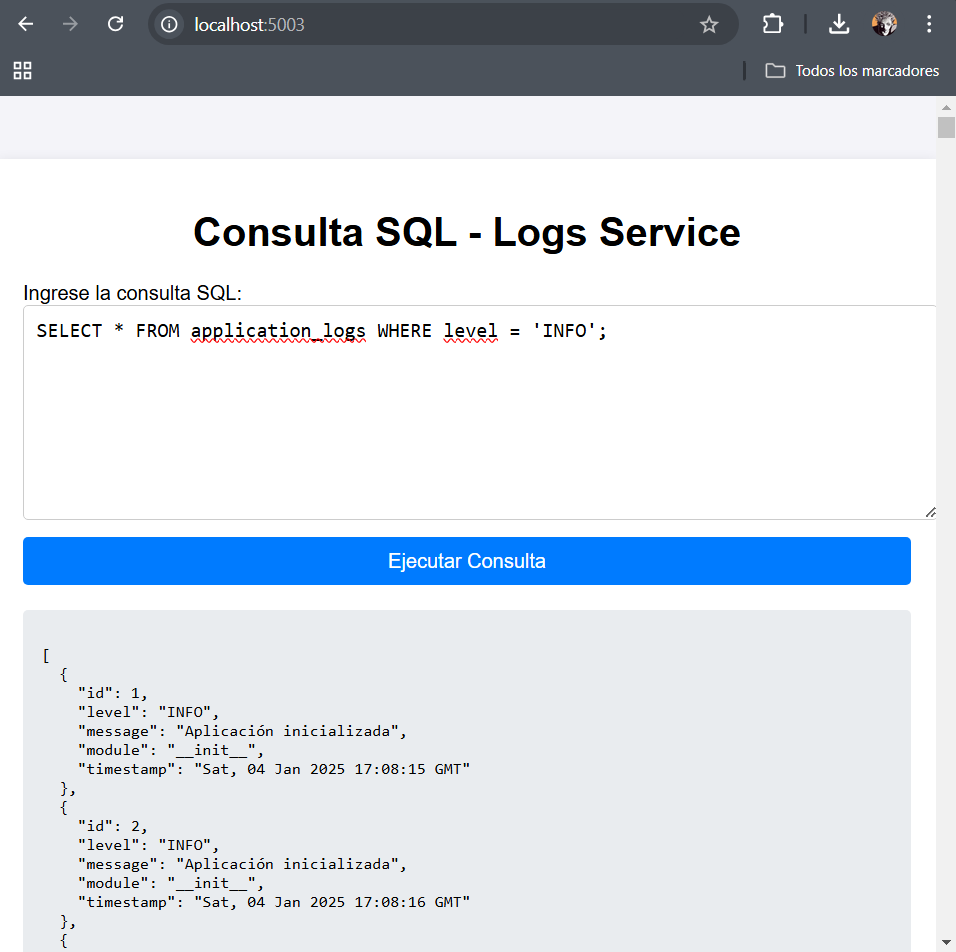 localhost:5003
Todos los marcadores
Consulta SQL - Logs Service
Ingrese la consulta SQL:
SELECT * FROM application_logs WHERE level = 'INFO';
Ejecutar Consulta
[
{
"id": 1,
"level": "INFO",
"message": "Aplicación inicializada",
"module": "__init__",
"timestamp": "Sat, 04 Jan 2025 17:08:15 GMT"
},
{
"id": 2,
"level": "INFO",
"message": "Aplicación inicializada",
"module": "__init__",
"timestamp": "Sat, 04 Jan 2025 17:08:16 GMT"
},
{